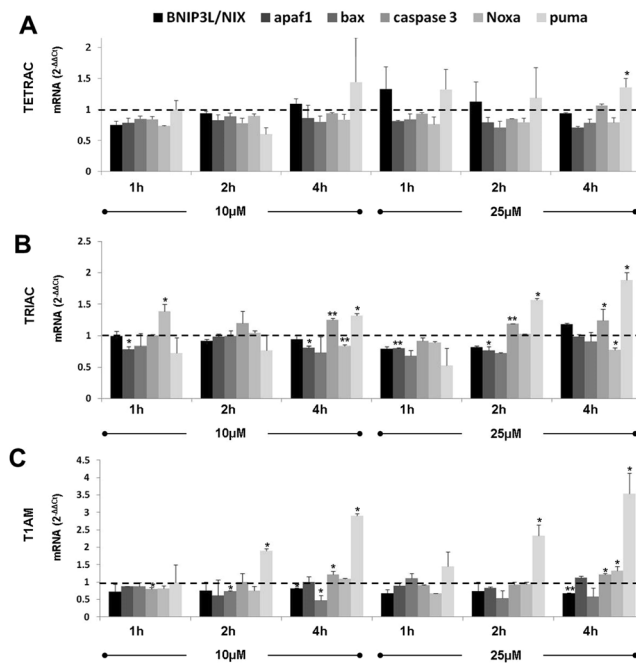 BNIP3L/NIX apaf1 bax caspase 3 Noxa puma
A
TETRAC
mRNA (2-ΔΔCt)
2
1.5
1
0.5
0
*
1h 2h 4h 1h 2h 4h
10µM 25µM
B
TRIAC
mRNA (2-ΔΔCt)
2.5
2
1.5
1
0.5
0
* * * ** ** * ** * ** * * * *
1h 2h 4h 1h 2h 4h
10µM 25µM
C
T1AM
mRNA (2-ΔΔCt)
5
4.5
4
3.5
3
2.5
2
1.5
1
0.5
0
* * * * * * * * ** * * *
1h 2h 4h 1h 2h 4h
10µM 25µM